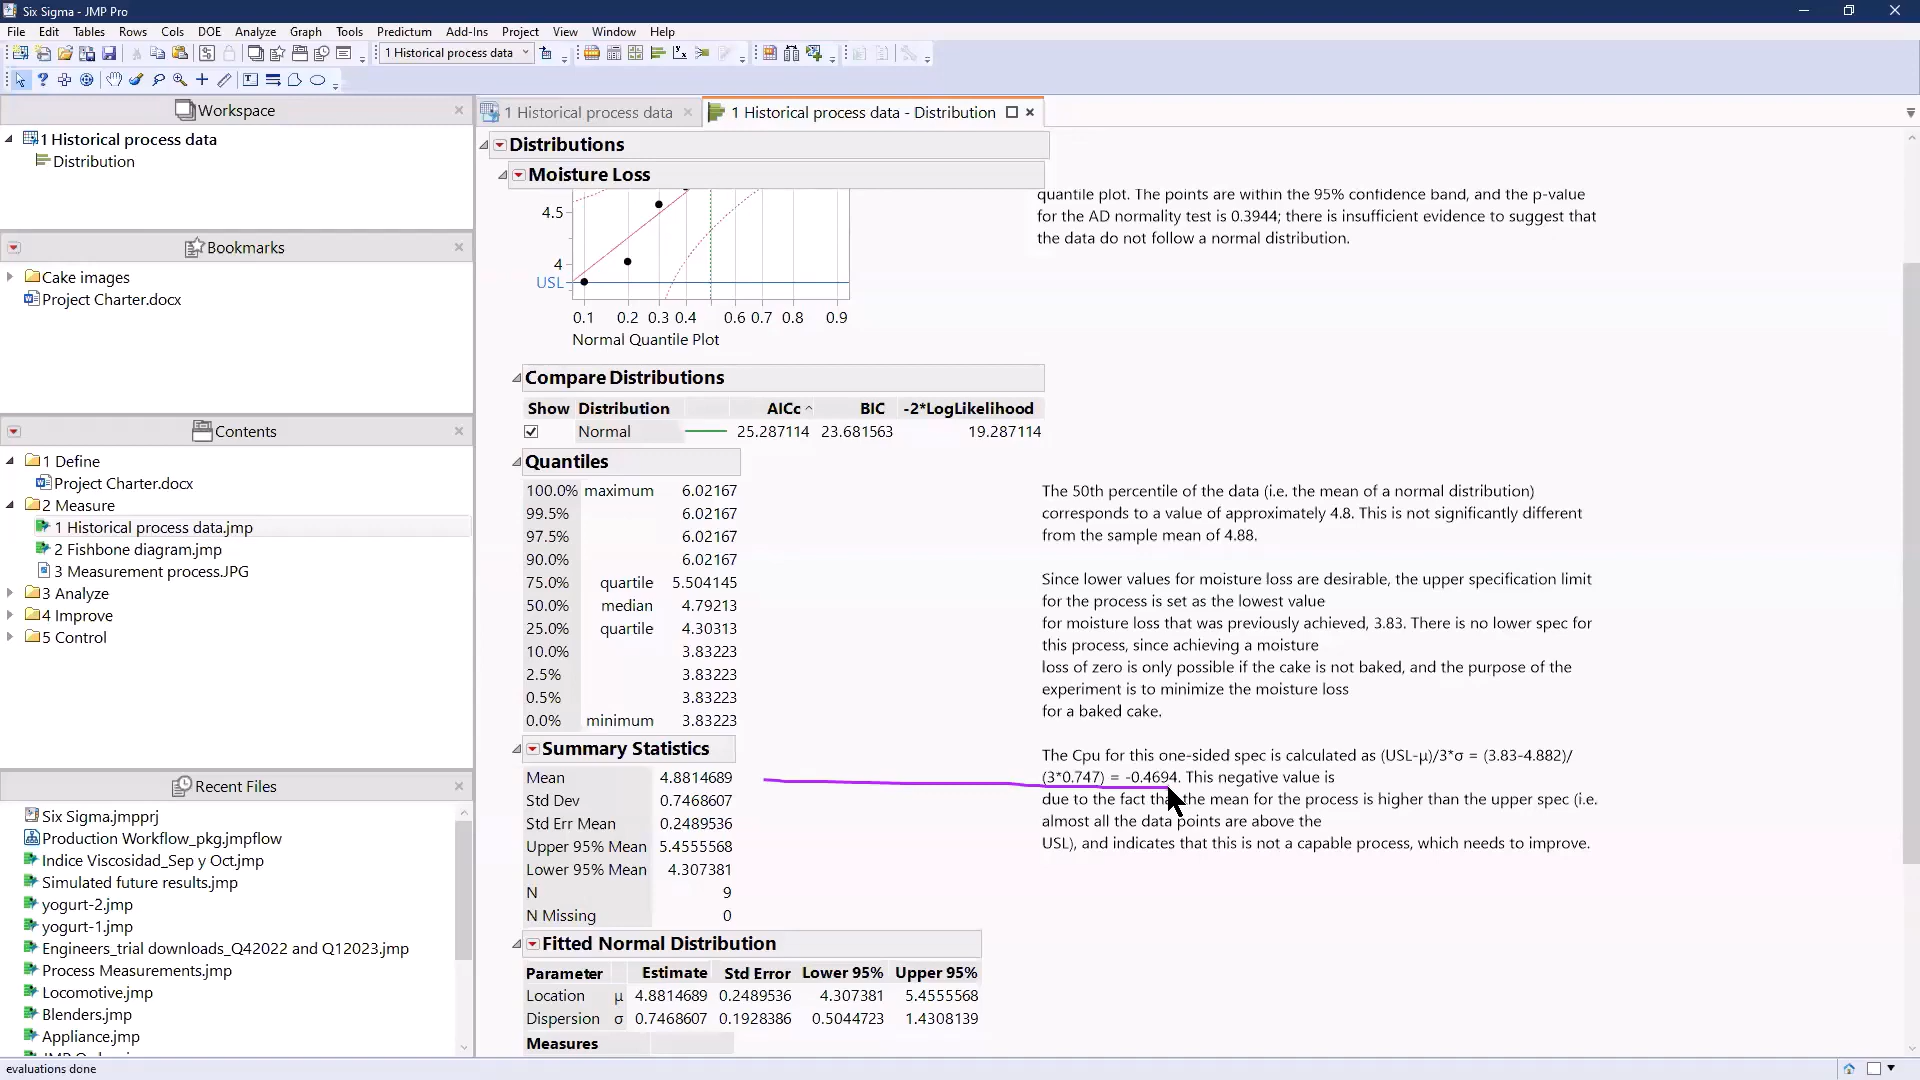 Six Sigma - JMP Pro
File Edit Tables Rows Cols DOE Analyze Graph Tools Predictum Add-Ins Project View Window Help
1 Historical process data
Workspace
1 Historical process data
Distribution
Bookmarks
Cake images
Project Charter.docx
Contents
1 Define
Project Charter.docx
2 Measure
1 Historical process data.jmp
2 Fishbone diagram.jmp
3 Measurement process.JPG
3 Analyze
4 Improve
5 Control
Recent Files
Six Sigma.jmpprj
Production Workflow_pkg.jmpflow
Indice Viscosidad_Sep y Oct.jmp
Simulated future results.jmp
yogurt-2.jmp
yogurt-1.jmp
Engineers_trial downloads_Q42022 and Q12023.jmp
Process Measurements.jmp
Locomotive.jmp
Blenders.jmp
Appliance.jmp
1 Historical process data
1 Historical process data - Distribution
Distributions
Moisture Loss
4.5
4
USL
0.1 0.2 0.3 0.4 0.6 0.7 0.8 0.9
Normal Quantile Plot
Compare Distributions
Show Distribution AICc BIC -2*LogLikelihood
Normal 25.287114 23.681563 19.287114
Quantiles
100.0% maximum 6.02167
99.5% 6.02167
97.5% 6.02167
90.0% 6.02167
75.0% quartile 5.504145
50.0% median 4.79213
25.0% quartile 4.30313
10.0% 3.83223
2.5% 3.83223
0.5% 3.83223
0.0% minimum 3.83223
Summary Statistics
Mean 4.8814689
Std Dev 0.7468607
Std Err Mean 0.2489536
Upper 95% Mean 5.4555568
Lower 95% Mean 4.307381
N 9
N Missing 0
Fitted Normal Distribution
Parameter Estimate Std Error Lower 95% Upper 95%
Location μ 4.8814689 0.2489536 4.307381 5.4555568
Dispersion σ 0.7468607 0.1928386 0.5044723 1.4308139
Measures
quantile plot. The points are within the 95% confidence band, and the p-value
for the AD normality test is 0.3944; there is insufficient evidence to suggest that
the data do not follow a normal distribution.
The 50th percentile of the data (i.e. the mean of a normal distribution)
corresponds to a value of approximately 4.8. This is not significantly different
from the sample mean of 4.88.
Since lower values for moisture loss are desirable, the upper specification limit
for the process is set as the lowest value
for moisture loss that was previously achieved, 3.83. There is no lower spec for
this process, since achieving a moisture
loss of zero is only possible if the cake is not baked, and the purpose of the
experiment is to minimize the moisture loss
for a baked cake.
The Cpu for this one-sided spec is calculated as (USL-μ)/3*σ = (3.83-4.882)/
(3*0.747) = -0.4694. This negative value is
due to the fact that the mean for the process is higher than the upper spec (i.e.
almost all the data points are above the
USL), and indicates that this is not a capable process, which needs to improve.
evaluations done